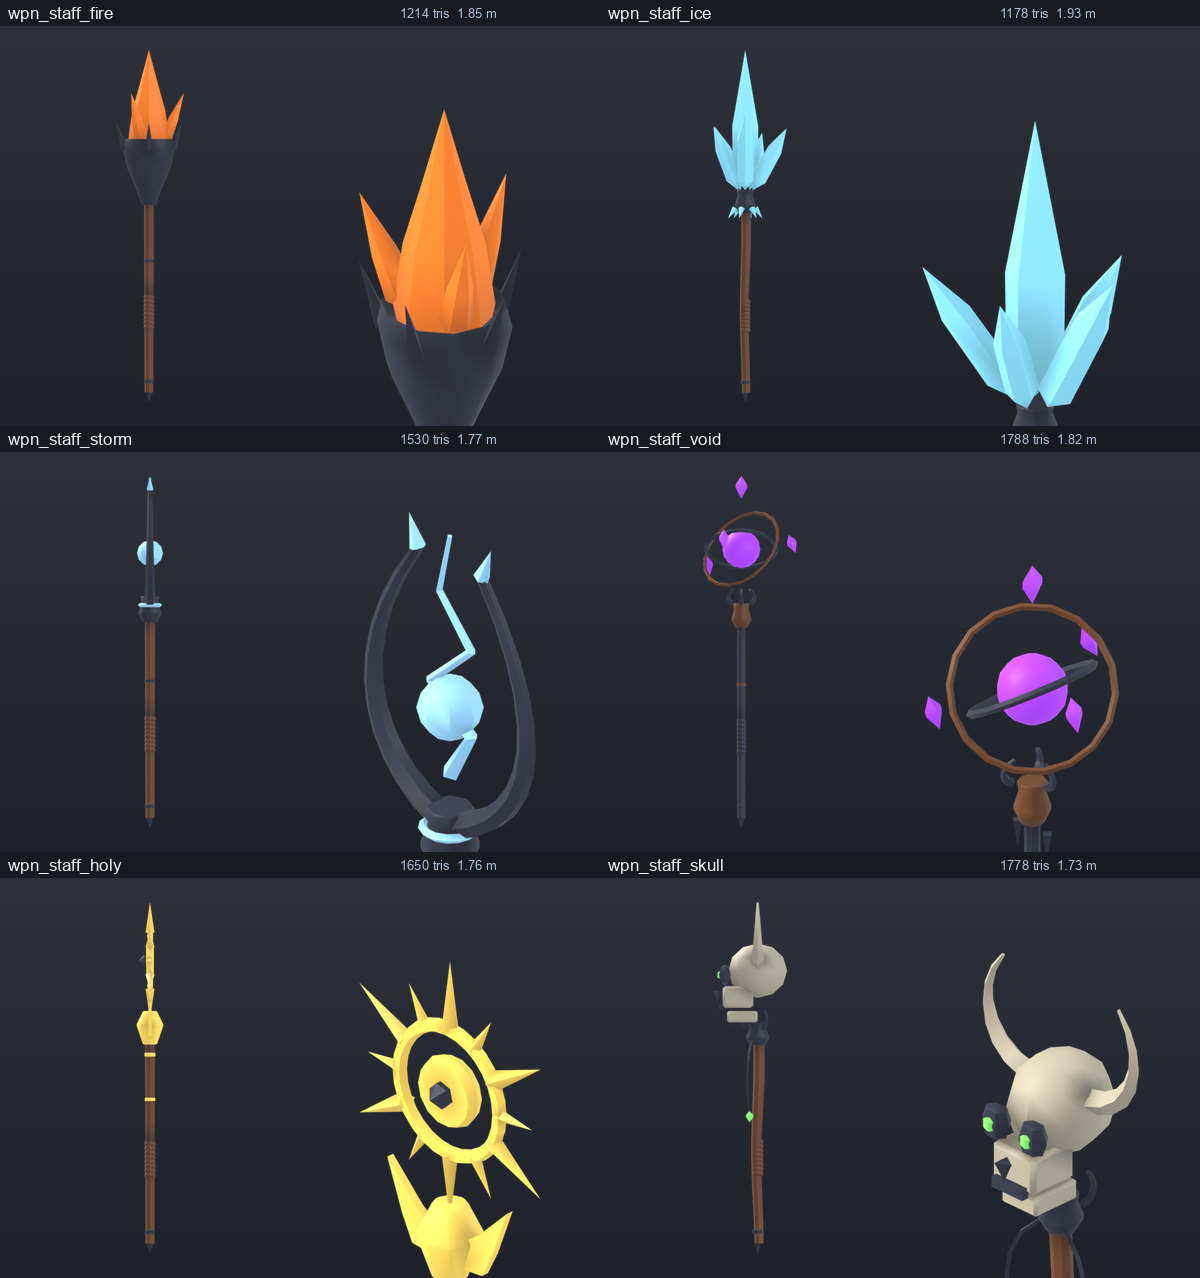 wpn_staff_fire 1214 tris 1.85 m
wpn_staff_ice 1178 tris 1.93 m
wpn_staff_storm 1530 tris 1.77 m
wpn_staff_void 1788 tris 1.82 m
wpn_staff_holy 1650 tris 1.76 m
wpn_staff_skull 1778 tris 1.73 m